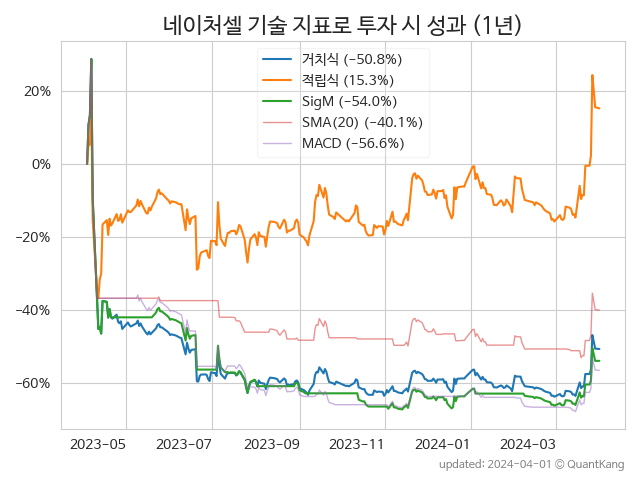 네이처셀 기술 지표로 투자 시 성과 (1년)
거치식 (−50.8%)
적립식 (15.3%)
SigM (−54.0%)
SMA(20) (−40.1%)
MACD (−56.6%)
20%
0%
−20%
−40%
−60%
2023-05 2023-07 2023-09 2023-11 2024-01 2024-03
updated: 2024-04-01 © QuantKang